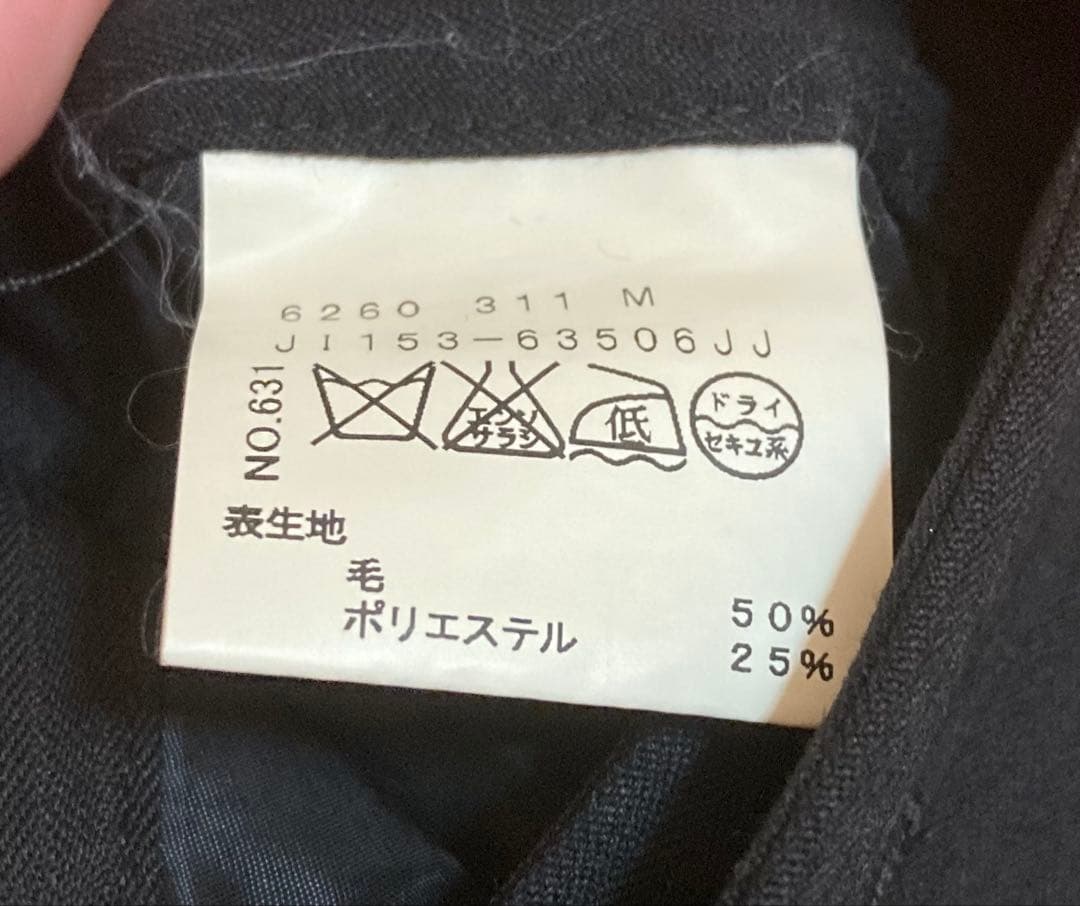 6260 311 M
JI153-63506JJ
NO.631
エンソ
サラシ
低
ドライ
セキユ系
表生地
毛 50%
ポリエステル 25%